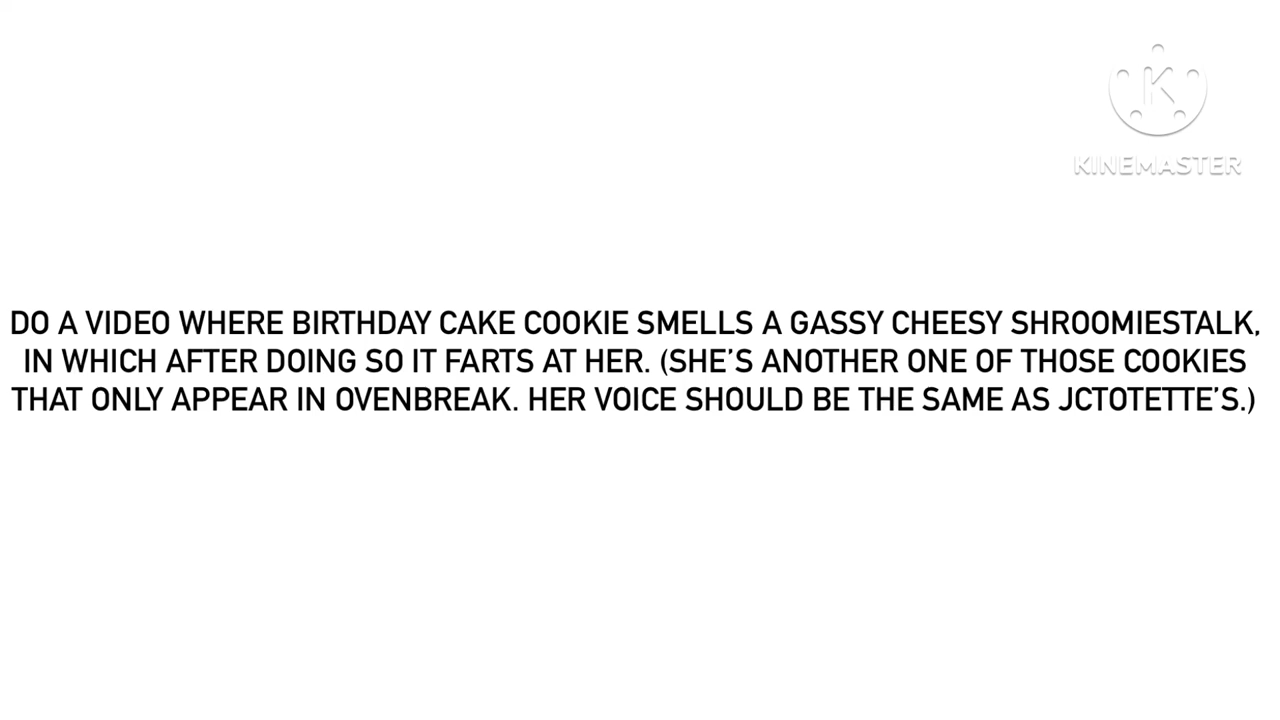 KINEMASTER
DO A VIDEO WHERE BIRTHDAY CAKE COOKIE SMELLS A GASSY CHEESY SHROOMIESTALK,
IN WHICH AFTER DOING SO IT FARTS AT HER. (SHE'S ANOTHER ONE OF THOSE COOKIES
THAT ONLY APPEAR IN OVENBREAK. HER VOICE SHOULD BE THE SAME AS JCTOTETTE'S.)